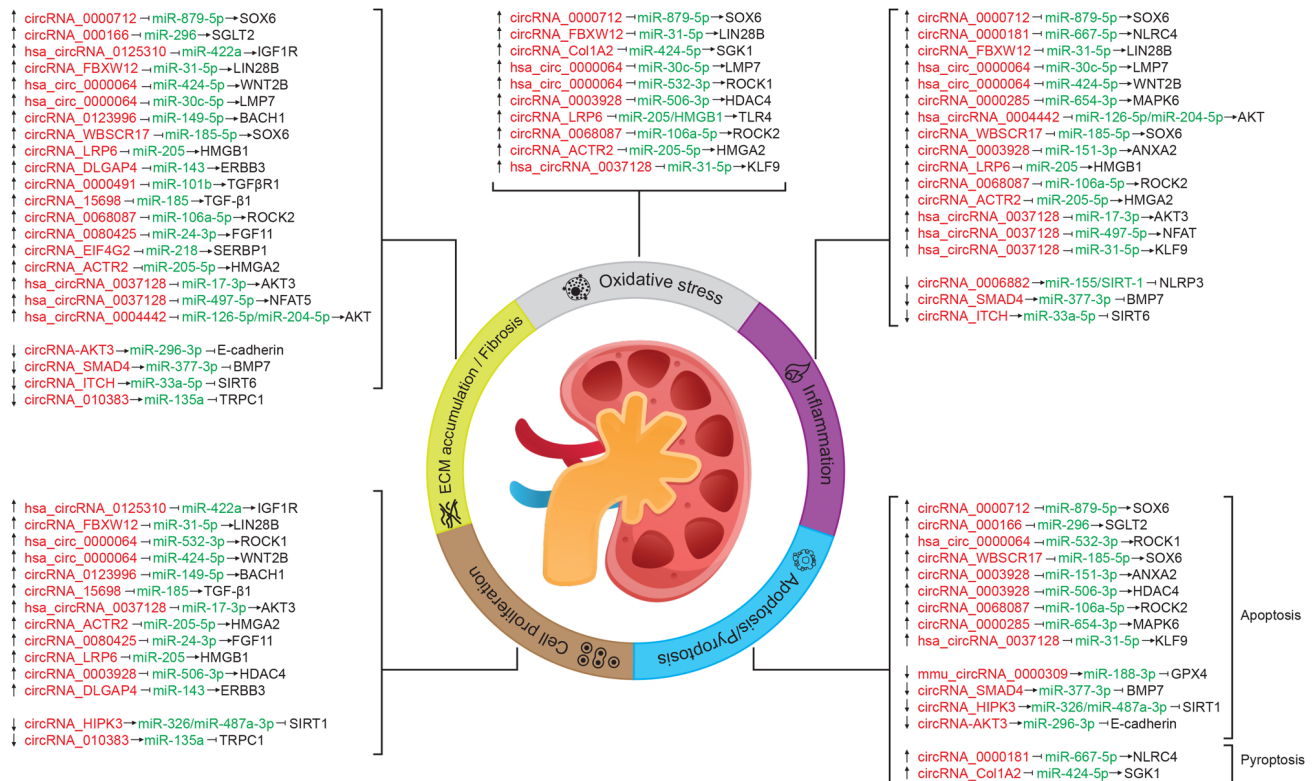 ↑ circRNA_0000712⊣miR-879-5p→SOX6
↑ circRNA_000166⊣miR-296→SGLT2
↑ hsa_circRNA_0125310⊣miR-422a→IGF1R
↑ circRNA_FBXW12⊣miR-31-5p→LIN28B
↑ hsa_circ_0000064⊣miR-424-5p→WNT2B
↑ hsa_circ_0000064⊣miR-30c-5p→LMP7
↑ circRNA_0123996⊣miR-149-5p→BACH1
↑ circRNA_WBSCR17⊣miR-185-5p→SOX6
↑ circRNA_LRP6⊣miR-205→HMGB1
↑ circRNA_DLGAP4⊣miR-143→ERBB3
↑ circRNA_0000491⊣miR-101b→TGFβR1
↑ circRNA_15698⊣miR-185→TGF-β1
↑ circRNA_0068087⊣miR-106a-5p→ROCK2
↑ circRNA_0080425⊣miR-24-3p→FGF11
↑ circRNA_EIF4G2⊣miR-218→SERBP1
↑ circRNA_ACTR2⊣miR-205-5p→HMGA2
↑ hsa_circRNA_0037128⊣miR-17-3p→AKT3
↑ hsa_circRNA_0037128⊣miR-497-5p→NFAT5
↑ hsa_circRNA_0004442⊣miR-126-5p/miR-204-5p→AKT
↓ circRNA-AKT3→miR-296-3p⊣E-cadherin
↓ circRNA_SMAD4→miR-377-3p⊣BMP7
↓ circRNA_ITCH→miR-33a-5p⊣SIRT6
↓ circRNA_010383→miR-135a⊣TRPC1
↑ circRNA_0000712⊣miR-879-5p→SOX6
↑ circRNA_FBXW12⊣miR-31-5p→LIN28B
↑ circRNA_Col1A2⊣miR-424-5p→SGK1
↑ hsa_circ_0000064⊣miR-30c-5p→LMP7
↑ hsa_circ_0000064⊣miR-532-3p→ROCK1
↑ circRNA_0003928⊣miR-506-3p→HDAC4
↑ circRNA_LRP6⊣miR-205/HMGB1→TLR4
↑ circRNA_0068087⊣miR-106a-5p→ROCK2
↑ circRNA_ACTR2⊣miR-205-5p→HMGA2
↑ hsa_circRNA_0037128⊣miR-31-5p→KLF9
↑ circRNA_0000712⊣miR-879-5p→SOX6
↑ circRNA_0000181⊣miR-667-5p→NLRC4
↑ circRNA_FBXW12⊣miR-31-5p→LIN28B
↑ hsa_circ_0000064⊣miR-30c-5p→LMP7
↑ hsa_circ_0000064⊣miR-424-5p→WNT2B
↑ circRNA_0000285⊣miR-654-3p→MAPK6
hsa_circRNA_0004442⊣miR-126-5p/miR-204-5p→AKT
↑ circRNA_WBSCR17⊣miR-185-5p→SOX6
↑ circRNA_0003928⊣miR-151-3p→ANXA2
↑ circRNA_LRP6⊣miR-205→HMGB1
↑ circRNA_0068087⊣miR-106a-5p→ROCK2
↑ circRNA_ACTR2⊣miR-205-5p→HMGA2
↑ hsa_circRNA_0037128⊣miR-17-3p→AKT3
↑ hsa_circRNA_0037128⊣miR-497-5p→NFAT
↑ hsa_circRNA_0037128⊣miR-31-5p→KLF9
↓ circRNA_0006882→miR-155/SIRT-1⊣NLRP3
↓ circRNA_SMAD4→miR-377-3p⊣BMP7
↓ circRNA_ITCH→miR-33a-5p⊣SIRT6
Oxidative stress
ECM accumulation / Fibrosis
Inflammation
Cell proliferation
Apoptosis/Pyroptosis
↑ hsa_circRNA_0125310⊣miR-422a→IGF1R
↑ circRNA_FBXW12⊣miR-31-5p→LIN28B
↑ hsa_circ_0000064⊣miR-532-3p→ROCK1
↑ hsa_circ_0000064⊣miR-424-5p→WNT2B
↑ circRNA_0123996⊣miR-149-5p→BACH1
↑ circRNA_15698⊣miR-185→TGF-β1
↑ hsa_circRNA_0037128⊣miR-17-3p→AKT3
↑ circRNA_ACTR2⊣miR-205-5p→HMGA2
↑ circRNA_0080425⊣miR-24-3p→FGF11
↑ circRNA_LRP6⊣miR-205→HMGB1
↑ circRNA_0003928⊣miR-506-3p→HDAC4
↑ circRNA_DLGAP4⊣miR-143→ERBB3
↓ circRNA_HIPK3→miR-326/miR-487a-3p⊣SIRT1
↓ circRNA_010383→miR-135a⊣TRPC1
↑ circRNA_0000712⊣miR-879-5p→SOX6
↑ circRNA_000166⊣miR-296→SGLT2
↑ hsa_circ_0000064⊣miR-532-3p→ROCK1
↑ circRNA_WBSCR17⊣miR-185-5p→SOX6
↑ circRNA_0003928⊣miR-151-3p→ANXA2
↑ circRNA_0003928⊣miR-506-3p→HDAC4
↑ circRNA_0068087⊣miR-106a-5p→ROCK2
↑ circRNA_0000285⊣miR-654-3p→MAPK6
↑ hsa_circRNA_0037128⊣miR-31-5p→KLF9
↓ mmu_circRNA_0000309→miR-188-3p⊣GPX4
↓ circRNA_SMAD4→miR-377-3p⊣BMP7
↓ circRNA_HIPK3→miR-326/miR-487a-3p⊣SIRT1
↓ circRNA-AKT3→miR-296-3p⊣E-cadherin
Apoptosis
↑ circRNA_0000181⊣miR-667-5p→NLRC4
↑ circRNA_Col1A2⊣miR-424-5p→SGK1
Pyroptosis